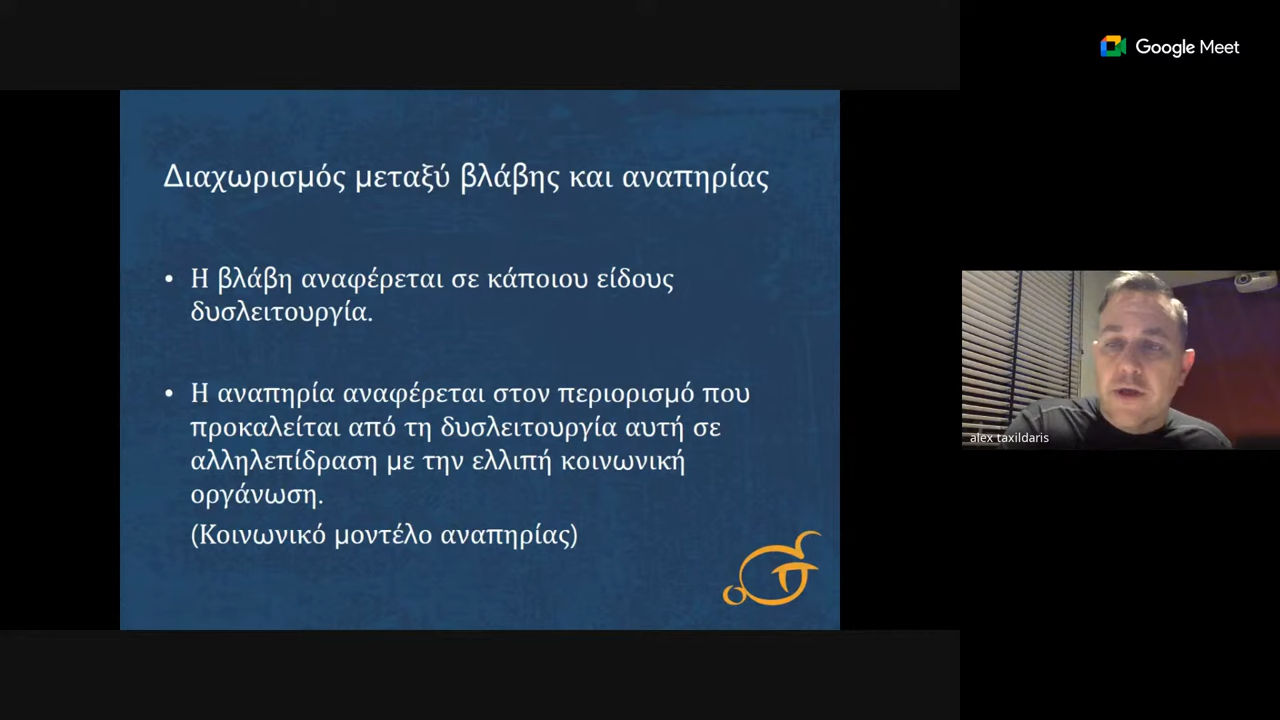 Google Meet
Διαχωρισμός μεταξύ βλάβης και αναπηρίας
• Η βλάβη αναφέρεται σε κάποιου είδους
δυσλειτουργία.
• Η αναπηρία αναφέρεται στον περιορισμό που
προκαλείται από τη δυσλειτουργία αυτή σε
αλληλεπίδραση με την ελλιπή κοινωνική
οργάνωση.
(Κοινωνικό μοντέλο αναπηρίας)
alex taxildaris